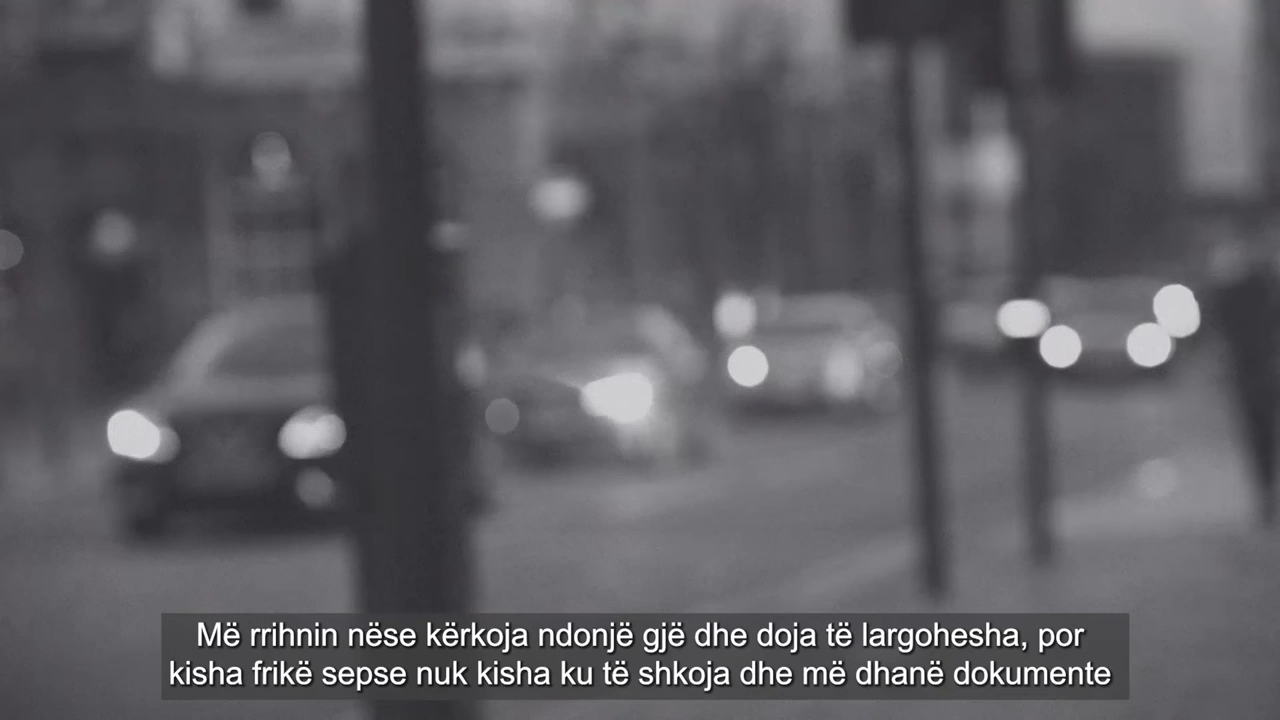 Më rrihnin nëse kërkoja ndonjë gjë dhe doja të largohesha, por
kisha frikë sepse nuk kisha ku të shkoja dhe më dhanë dokumente